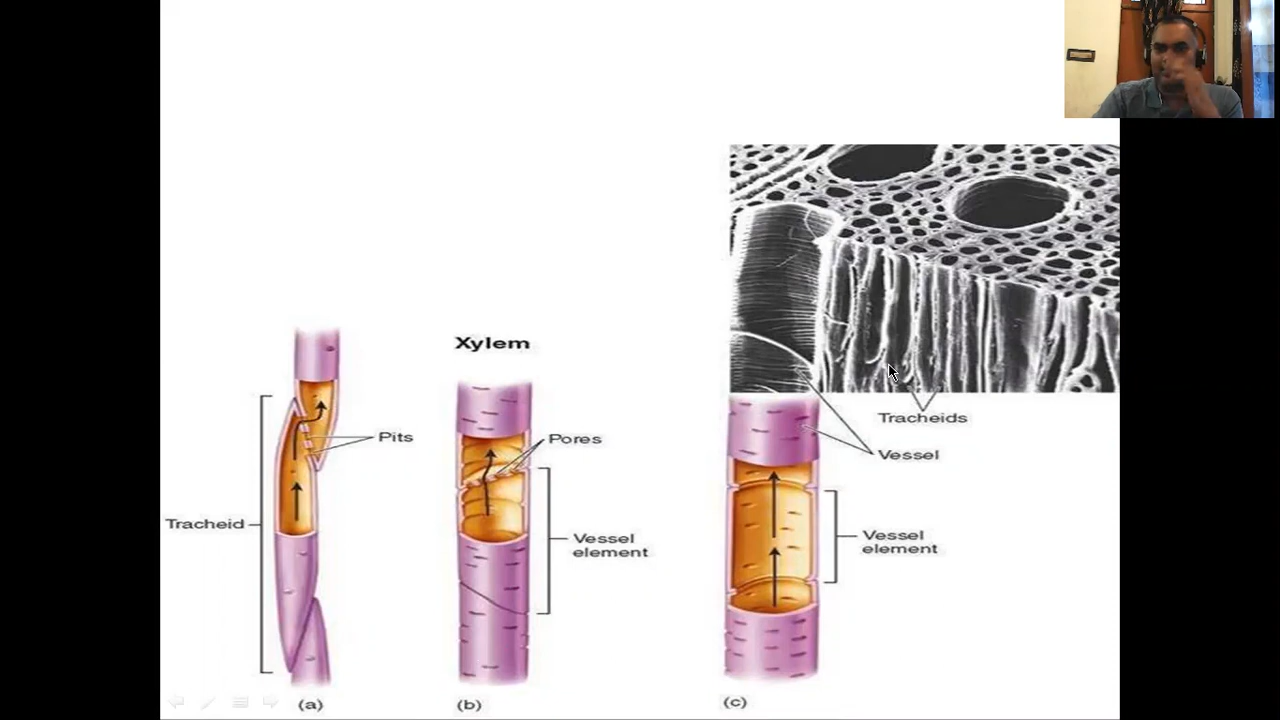 Xylem
Pits
Tracheid
(a)
Pores
Vessel
element
(b)
Tracheids
Vessel
Vessel
element
(c)